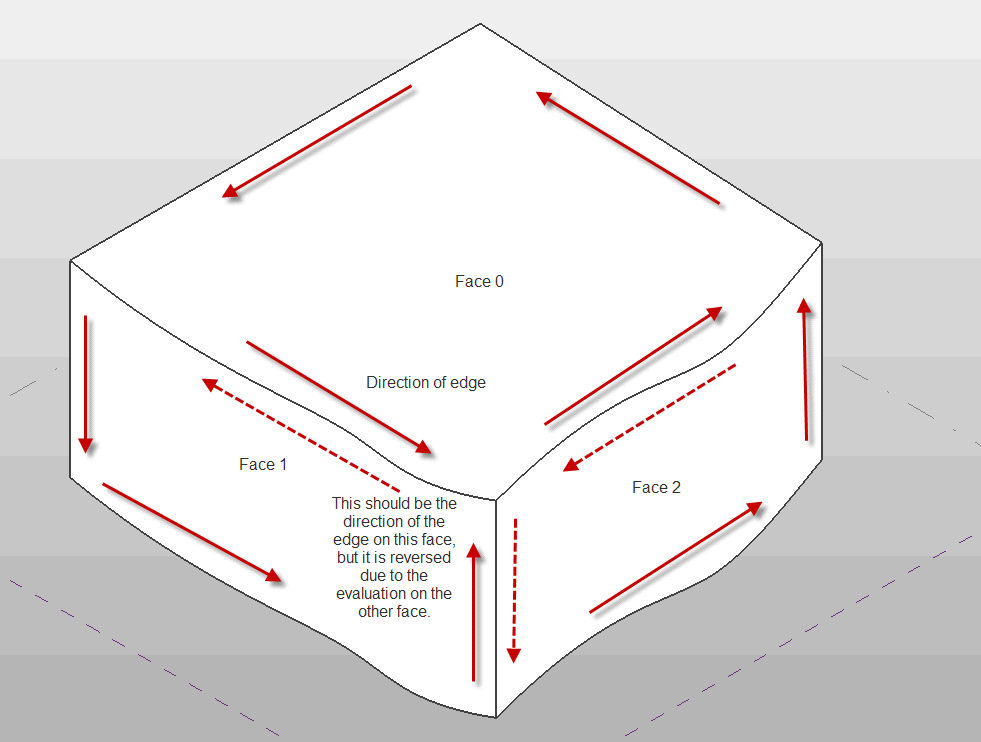 Face 0
Direction of edge
Face 1
Face 2
This should be the
direction of the
edge on this face,
but it is reversed
due to the
evaluation on the
other face.